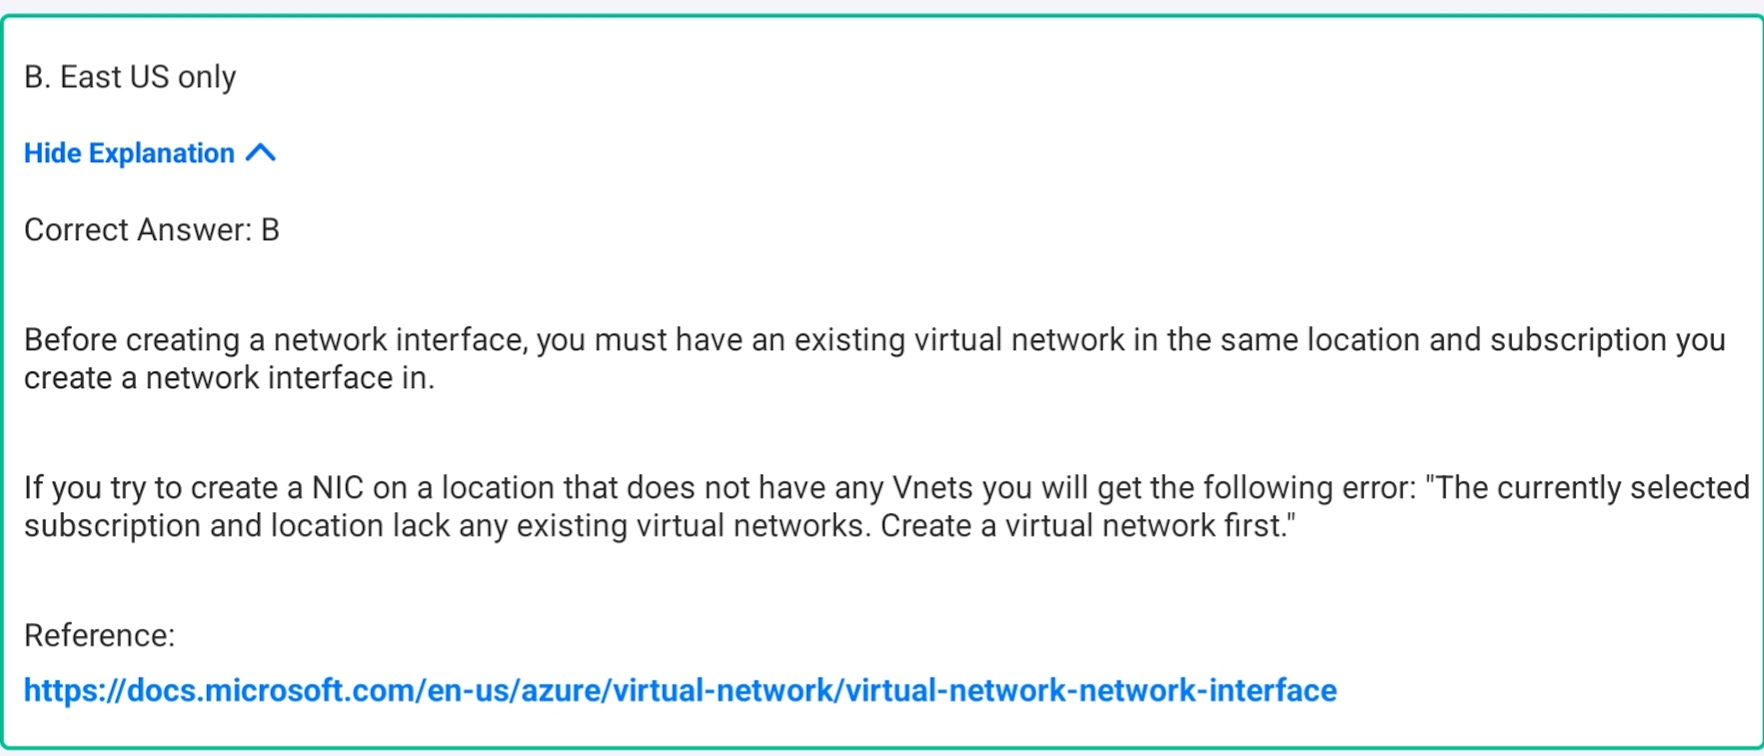 B. East US only
Hide Explanation
Correct Answer: B
Before creating a network interface, you must have an existing virtual network in the same location and subscription you
create a network interface in.
If you try to create a NIC on a location that does not have any Vnets you will get the following error: "The currently selected
subscription and location lack any existing virtual networks. Create a virtual network first."
Reference:
https://docs.microsoft.com/en-us/azure/virtual-network/virtual-network-network-interface